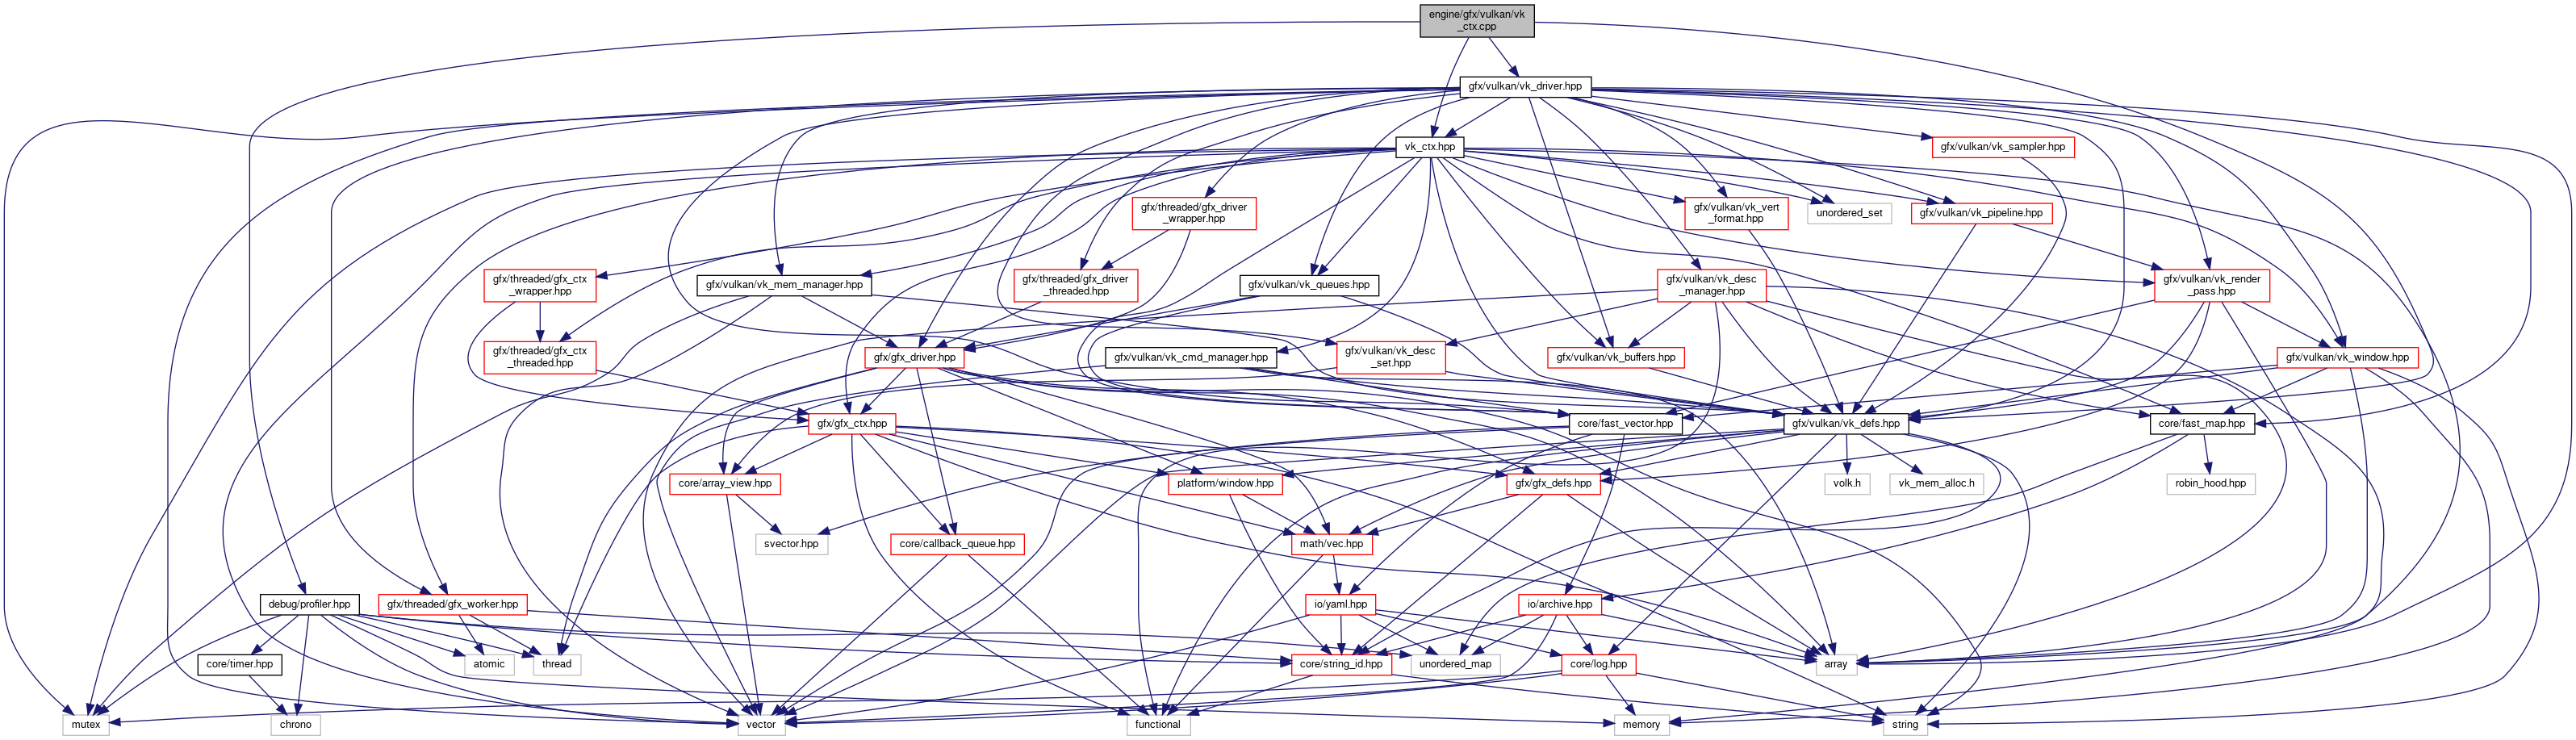 engine/gfx/vulkan/vk
_ctx.cpp
gfx/vulkan/vk_driver.hpp
vk_ctx.hpp
gfx/vulkan/vk_sampler.hpp
gfx/threaded/gfx_driver
_wrapper.hpp
gfx/vulkan/vk_vert
_format.hpp
unordered_set
gfx/vulkan/vk_pipeline.hpp
gfx/threaded/gfx_ctx
_wrapper.hpp
gfx/vulkan/vk_mem_manager.hpp
gfx/threaded/gfx_driver
_threaded.hpp
gfx/vulkan/vk_queues.hpp
gfx/vulkan/vk_desc
_manager.hpp
gfx/vulkan/vk_render
_pass.hpp
gfx/threaded/gfx_ctx
_threaded.hpp
gfx/gfx_driver.hpp
gfx/vulkan/vk_cmd_manager.hpp
gfx/vulkan/vk_desc
_set.hpp
gfx/vulkan/vk_buffers.hpp
gfx/vulkan/vk_window.hpp
gfx/gfx_ctx.hpp
core/fast_vector.hpp
gfx/vulkan/vk_defs.hpp
core/fast_map.hpp
core/array_view.hpp
platform/window.hpp
gfx/gfx_defs.hpp
volk.h
vk_mem_alloc.h
robin_hood.hpp
svector.hpp
core/callback_queue.hpp
math/vec.hpp
debug/profiler.hpp
gfx/threaded/gfx_worker.hpp
io/yaml.hpp
io/archive.hpp
core/timer.hpp
atomic
thread
core/string_id.hpp
unordered_map
core/log.hpp
array
mutex
chrono
vector
functional
memory
string